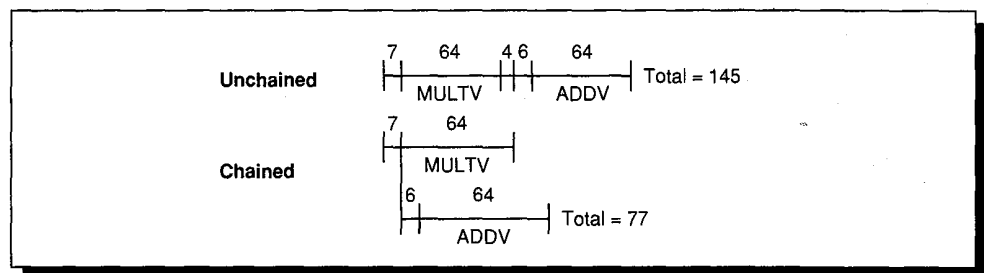 7 64 4 6 64
Unchained Total = 145
MULTV ADDV
7 64
MULTV
Chained
6 64
Total = 77
ADDV